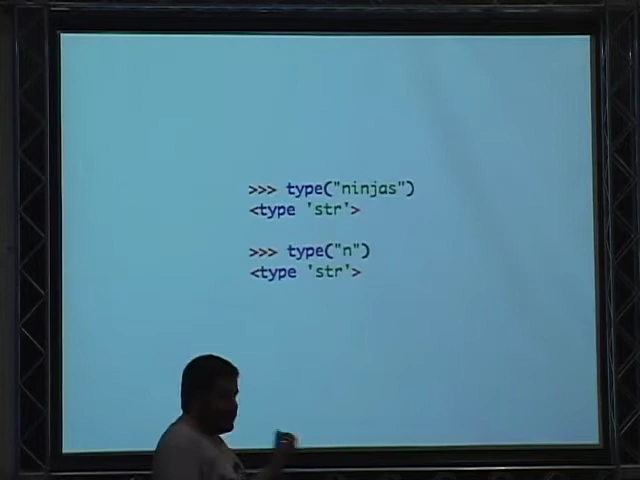 >>> type("ninjas")
<type 'str'>
>>> type("n")
<type 'str'>